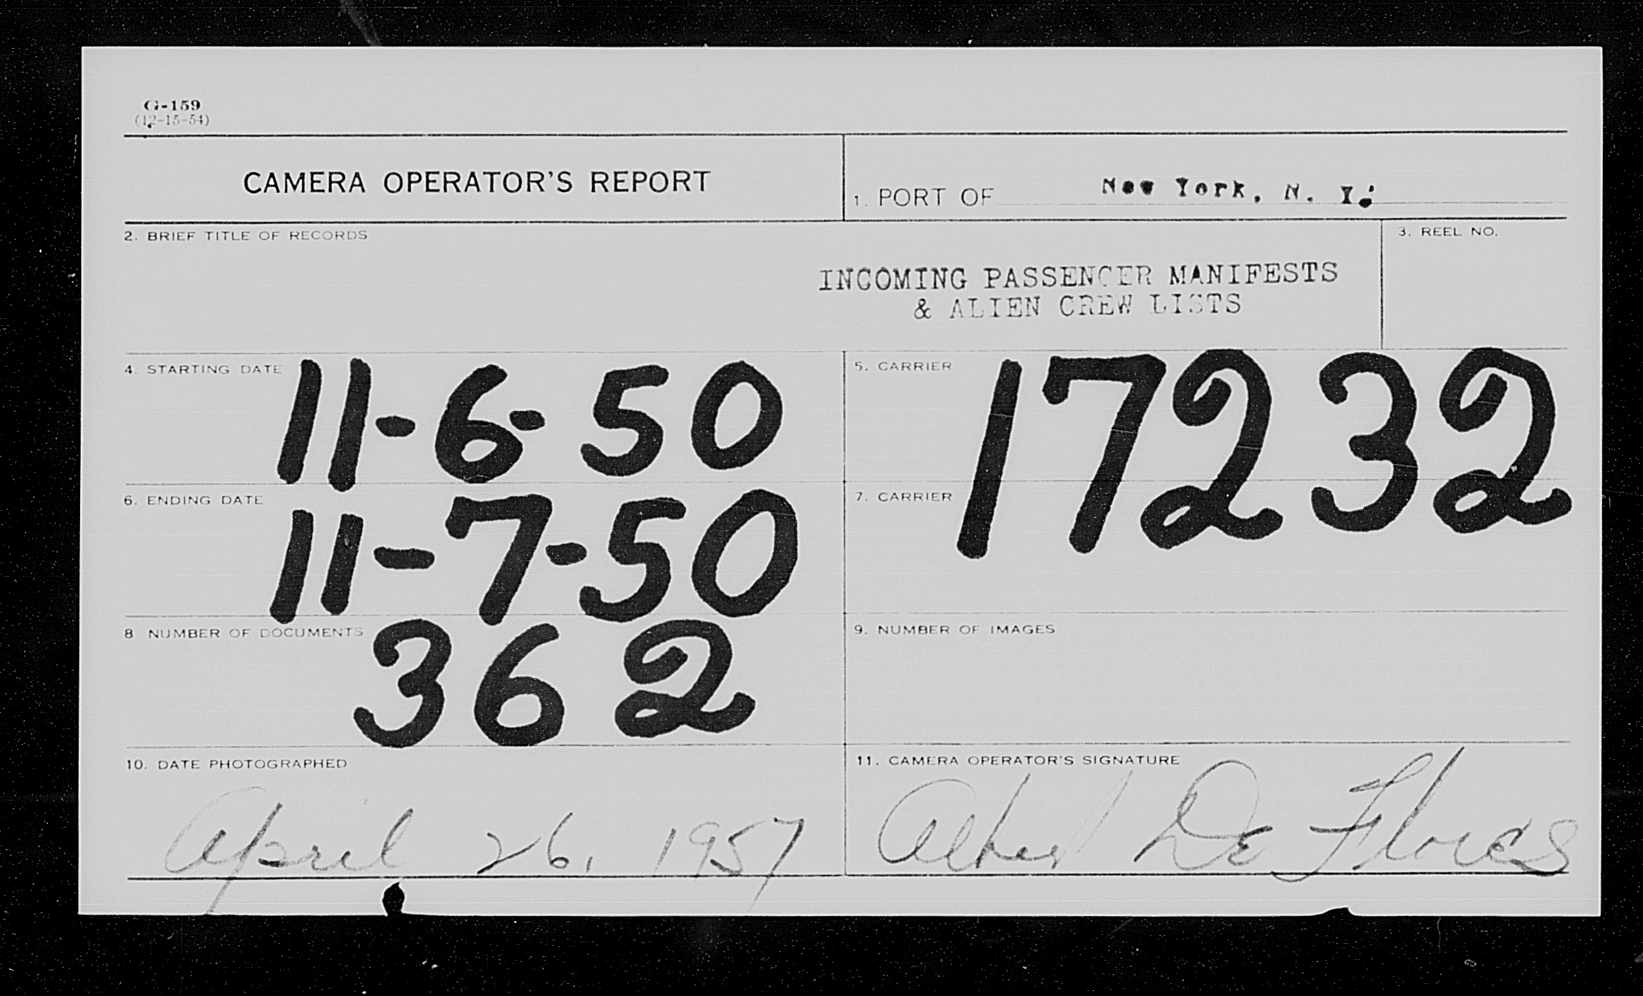 G-159
(12-15-54)
CAMERA OPERATOR'S REPORT
1. PORT OF New York, N. Y.
2. BRIEF TITLE OF RECORDS
3. REEL NO.
INCOMING PASSENGER MANIFESTS
& ALIEN CREW LISTS
4. STARTING DATE 11-6-50
5. CARRIER 17232
6. ENDING DATE 11-7-50
7. CARRIER
8 NUMBER OF DOCUMENTS 362
9. NUMBER OF IMAGES
10. DATE PHOTOGRAPHED
11. CAMERA OPERATOR'S SIGNATURE
April 26, 1957
Albert De Flores